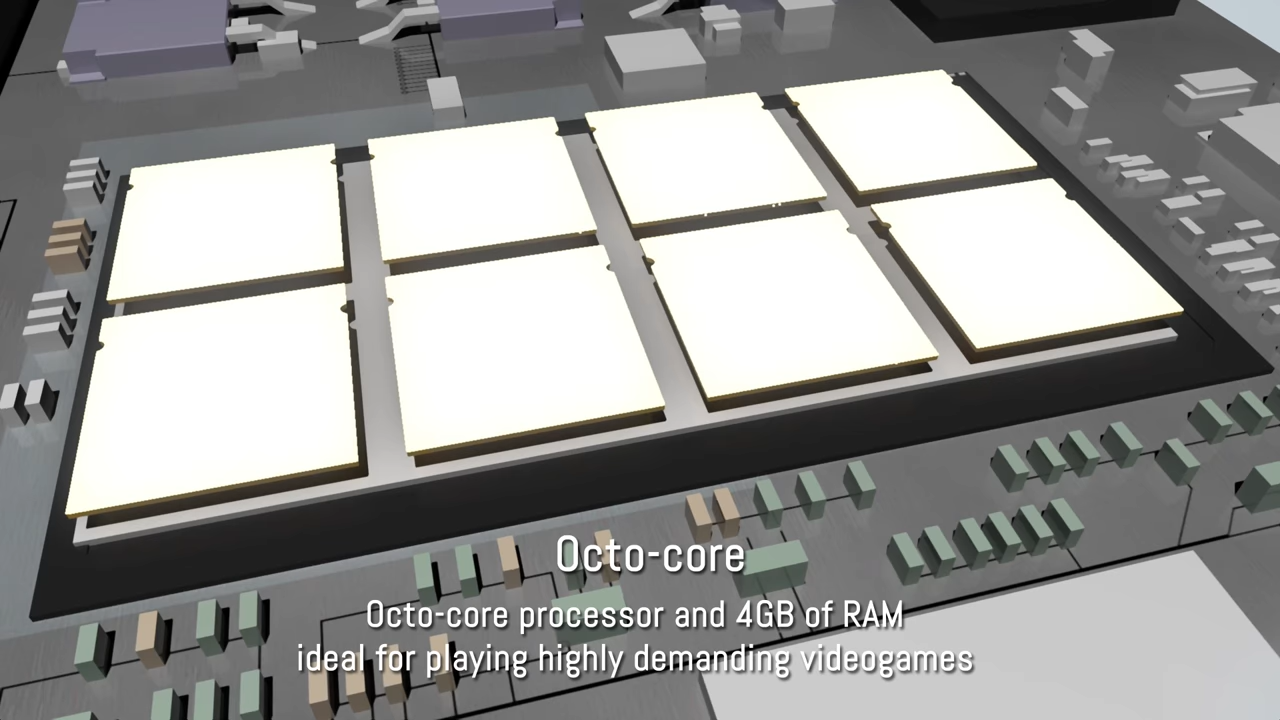 Octo-core
Octo-core processor and 4GB of RAM
ideal for playing highly demanding videogames